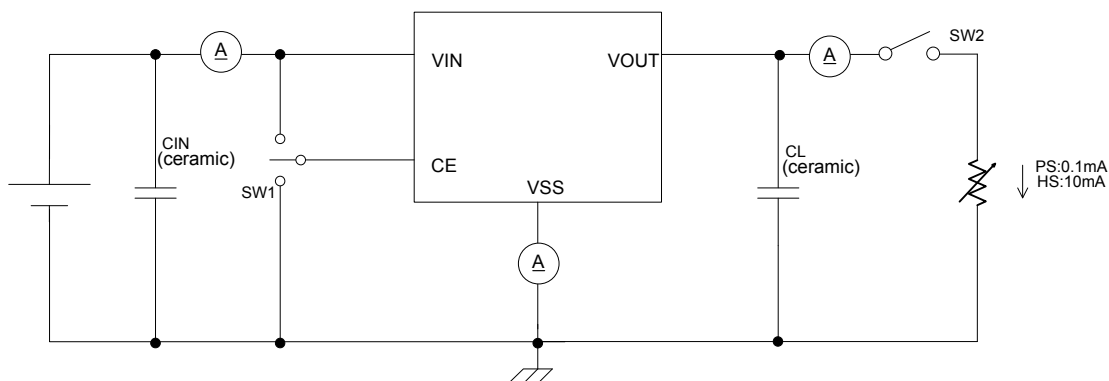 A
VIN
VOUT
A
SW2
CIN
(ceramic)
CE
SW1
VSS
CL
(ceramic)
PS:0.1mA
HS:10mA
A